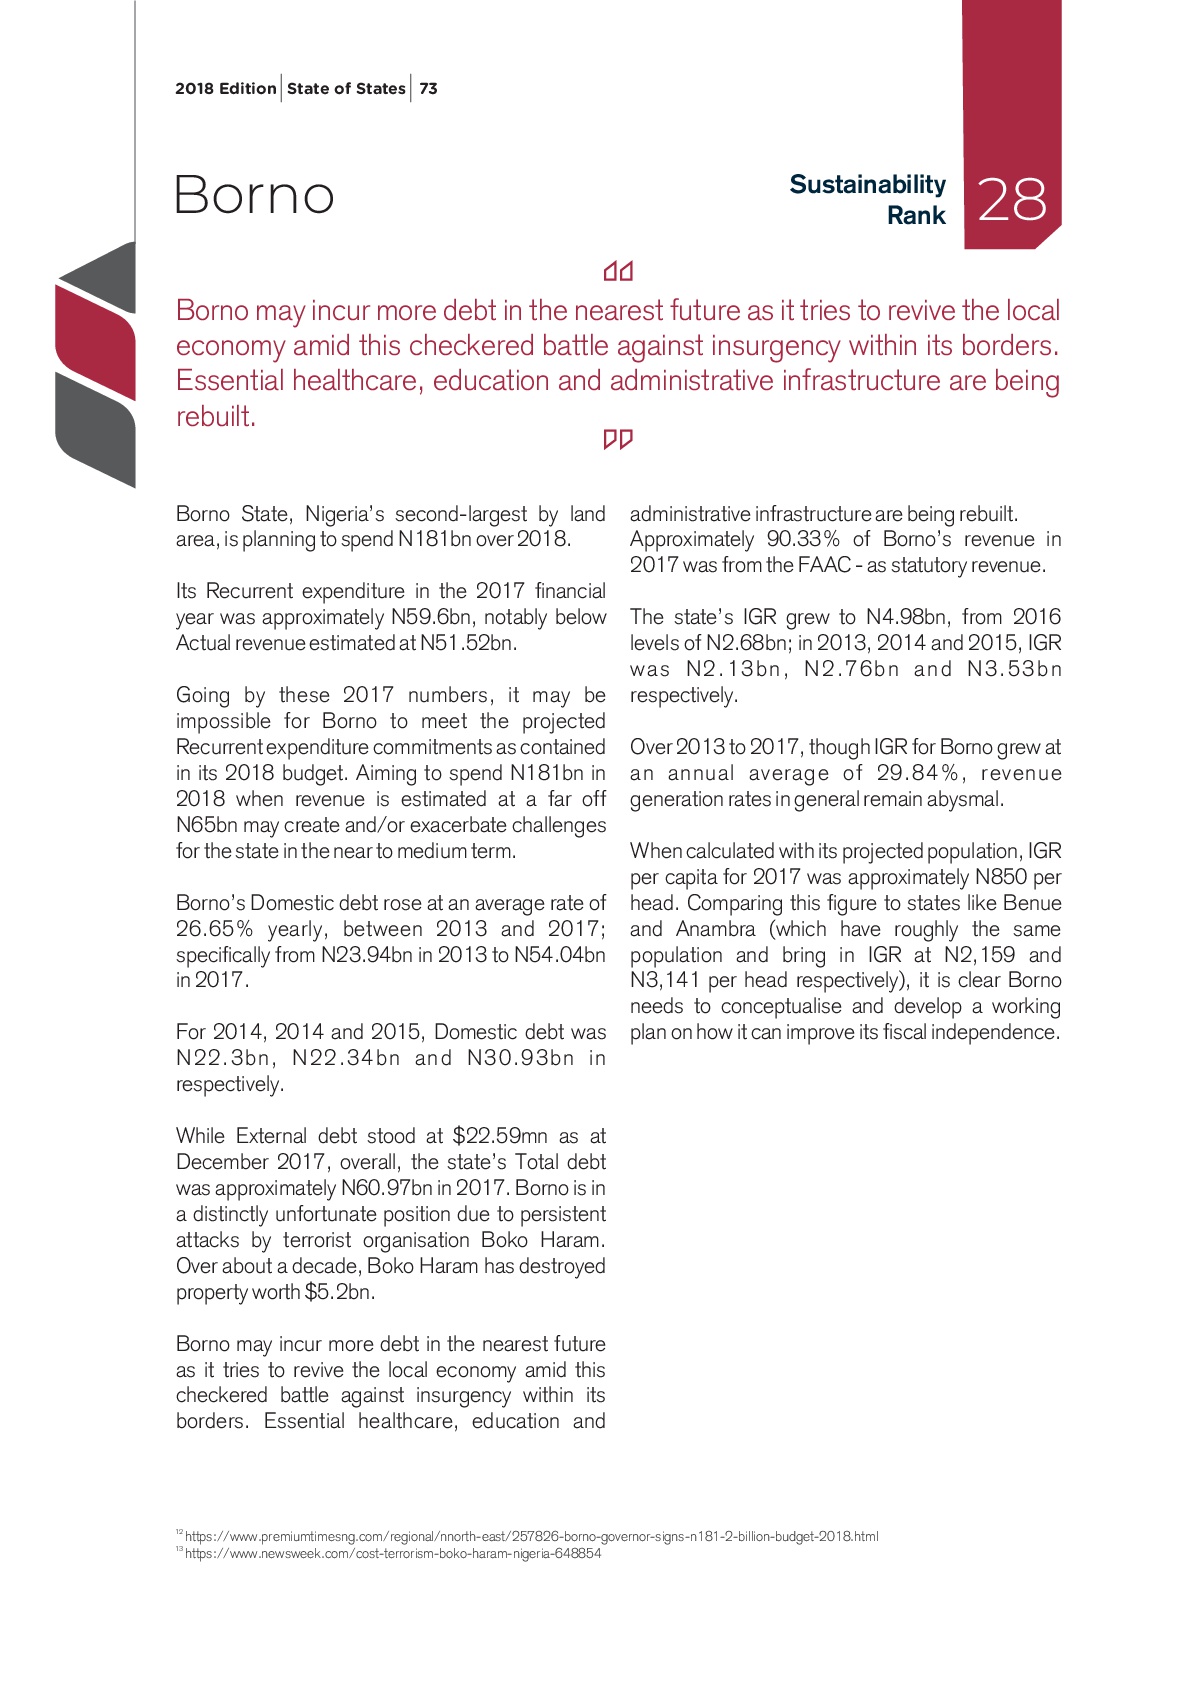 2018 Edition | State of States | 73
Borno
Sustainability
Rank
28
Borno may incur more debt in the nearest future as it tries to revive the local
economy amid this checkered battle against insurgency within its borders.
Essential healthcare, education and administrative infrastructure are being
rebuilt.
Borno State, Nigeria’s second-largest by land
area, is planning to spend N181bn over 2018.
Its Recurrent expenditure in the 2017 financial
year was approximately N59.6bn, notably below
Actual revenue estimated at N51.52bn.
Going by these 2017 numbers, it may be
impossible for Borno to meet the projected
Recurrent expenditure commitments as contained
in its 2018 budget. Aiming to spend N181bn in
2018 when revenue is estimated at a far off
N65bn may create and/or exacerbate challenges
for the state in the near to medium term.
Borno’s Domestic debt rose at an average rate of
26.65% yearly, between 2013 and 2017;
specifically from N23.94bn in 2013 to N54.04bn
in 2017.
For 2014, 2014 and 2015, Domestic debt was
N22.3bn, N22.34bn and N30.93bn in
respectively.
While External debt stood at $22.59mn as at
December 2017, overall, the state’s Total debt
was approximately N60.97bn in 2017. Borno is in
a distinctly unfortunate position due to persistent
attacks by terrorist organisation Boko Haram.
Over about a decade, Boko Haram has destroyed
property worth $5.2bn.
Borno may incur more debt in the nearest future
as it tries to revive the local economy amid this
checkered battle against insurgency within its
borders. Essential healthcare, education and
administrative infrastructure are being rebuilt.
Approximately 90.33% of Borno’s revenue in
2017 was from the FAAC - as statutory revenue.
The state’s IGR grew to N4.98bn, from 2016
levels of N2.68bn; in 2013, 2014 and 2015, IGR
was N2.13bn, N2.76bn and N3.53bn
respectively.
Over 2013 to 2017, though IGR for Borno grew at
an annual average of 29.84%, revenue
generation rates in general remain abysmal.
When calculated with its projected population, IGR
per capita for 2017 was approximately N850 per
head. Comparing this figure to states like Benue
and Anambra (which have roughly the same
population and bring in IGR at N2,159 and
N3,141 per head respectively), it is clear Borno
needs to conceptualise and develop a working
plan on how it can improve its fiscal independence.
12 https://www.premiumtimesng.com/regional/nnorth-east/257826-borno-governor-signs-n181-2-billion-budget-2018.html
13 https://www.newsweek.com/cost-terrorism-boko-haram-nigeria-648854